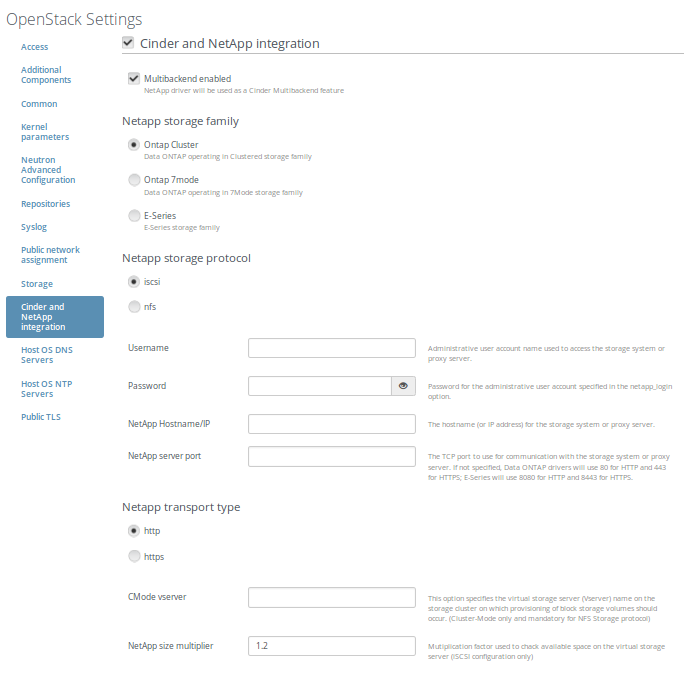 OpenStack Settings
Access
Additional
Components
Common
Kernel
parameters
Neutron
Advanced
Configuration
Repositories
Syslog
Public network
assignment
Storage
Cinder and
NetApp
integration
Host OS DNS
Servers
Host OS NTP
Servers
Public TLS
Cinder and NetApp integration
Multibackend enabled
NetApp driver will be used as a Cinder Multibackend feature
Netapp storage family
Ontap Cluster
Data ONTAP operating in Clustered storage family
Ontap 7mode
Data ONTAP operating in 7Mode storage family
E-Series
E-Series storage family
Netapp storage protocol
iscsi
nfs
Username
Administrative user account name used to access the storage system or
proxy server.
Password
Password for the administrative user account specified in the netapp_login
option.
NetApp Hostname/IP
The hostname (or IP address) for the storage system or proxy server.
NetApp server port
The TCP port to use for communication with the storage system or proxy
server. If not specified, Data ONTAP drivers will use 80 for HTTP and 443
for HTTPS; E-Series will use 8080 for HTTP and 8443 for HTTPS.
Netapp transport type
http
https
CMode vserver
This option specifies the virtual storage server (Vserver) name on the
storage cluster on which provisioning of block storage volumes should
occur. (Cluster-Mode only and mandatory for NFS Storage protocol)
NetApp size multiplier
1.2
Mutiplication factor used to chack available space on the virtual storage
server (iSCSI configuration only)